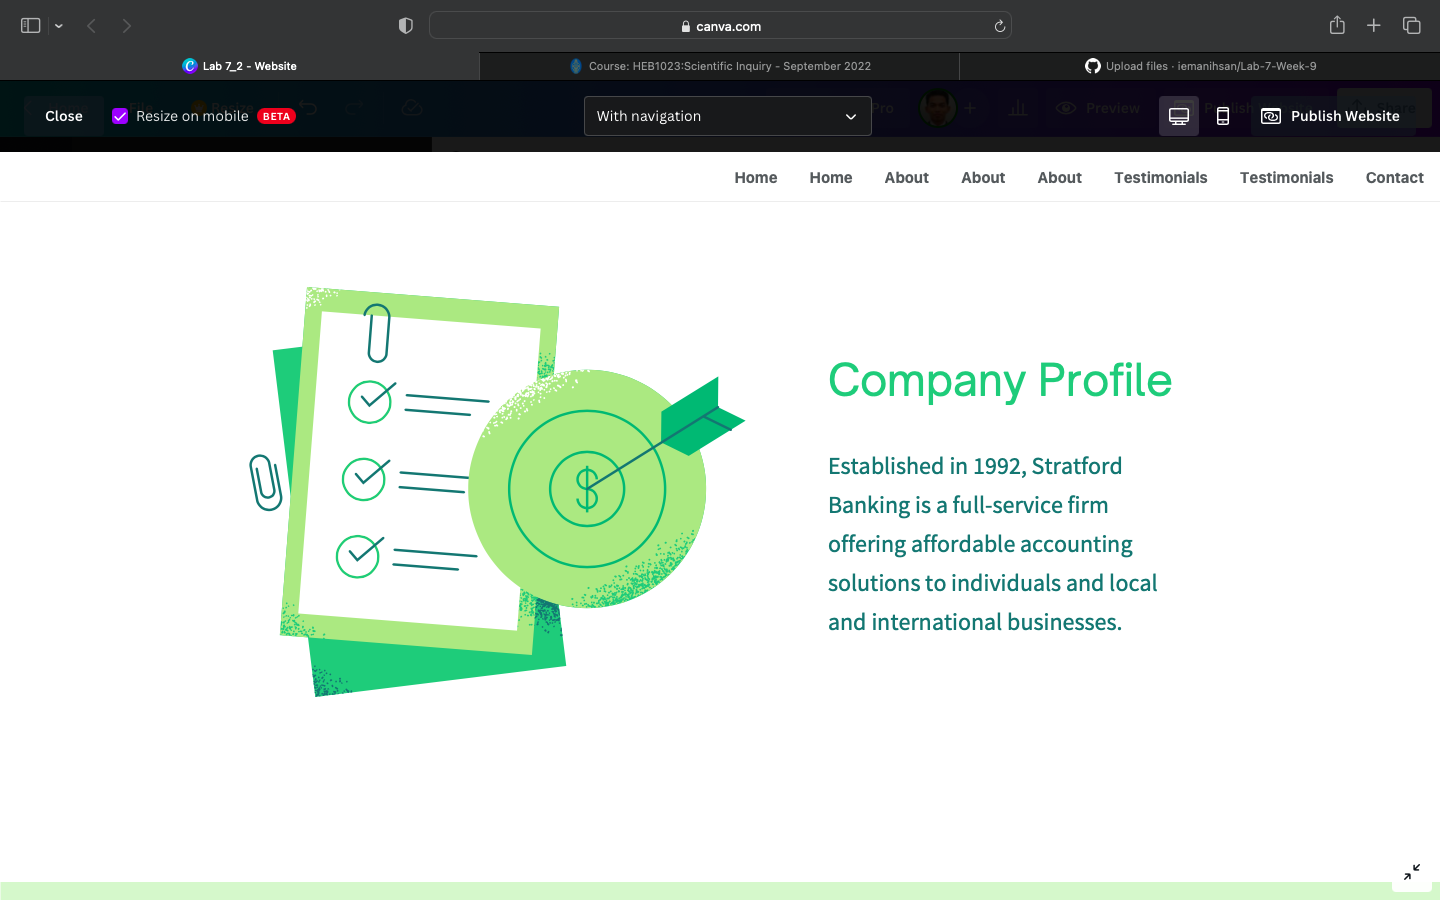 canva.com
Lab 7_2 - Website
Course: HEB1023:Scientific Inquiry - September 2022
Upload files · iemanihsan/Lab-7-Week-9
Close
Resize on mobile BETA
With navigation
Pro
Preview
Publish Website
Home Home About About About Testimonials Testimonials Contact
$
Company Profile
Established in 1992, Stratford
Banking is a full-service firm
offering affordable accounting
solutions to individuals and local
and international businesses.